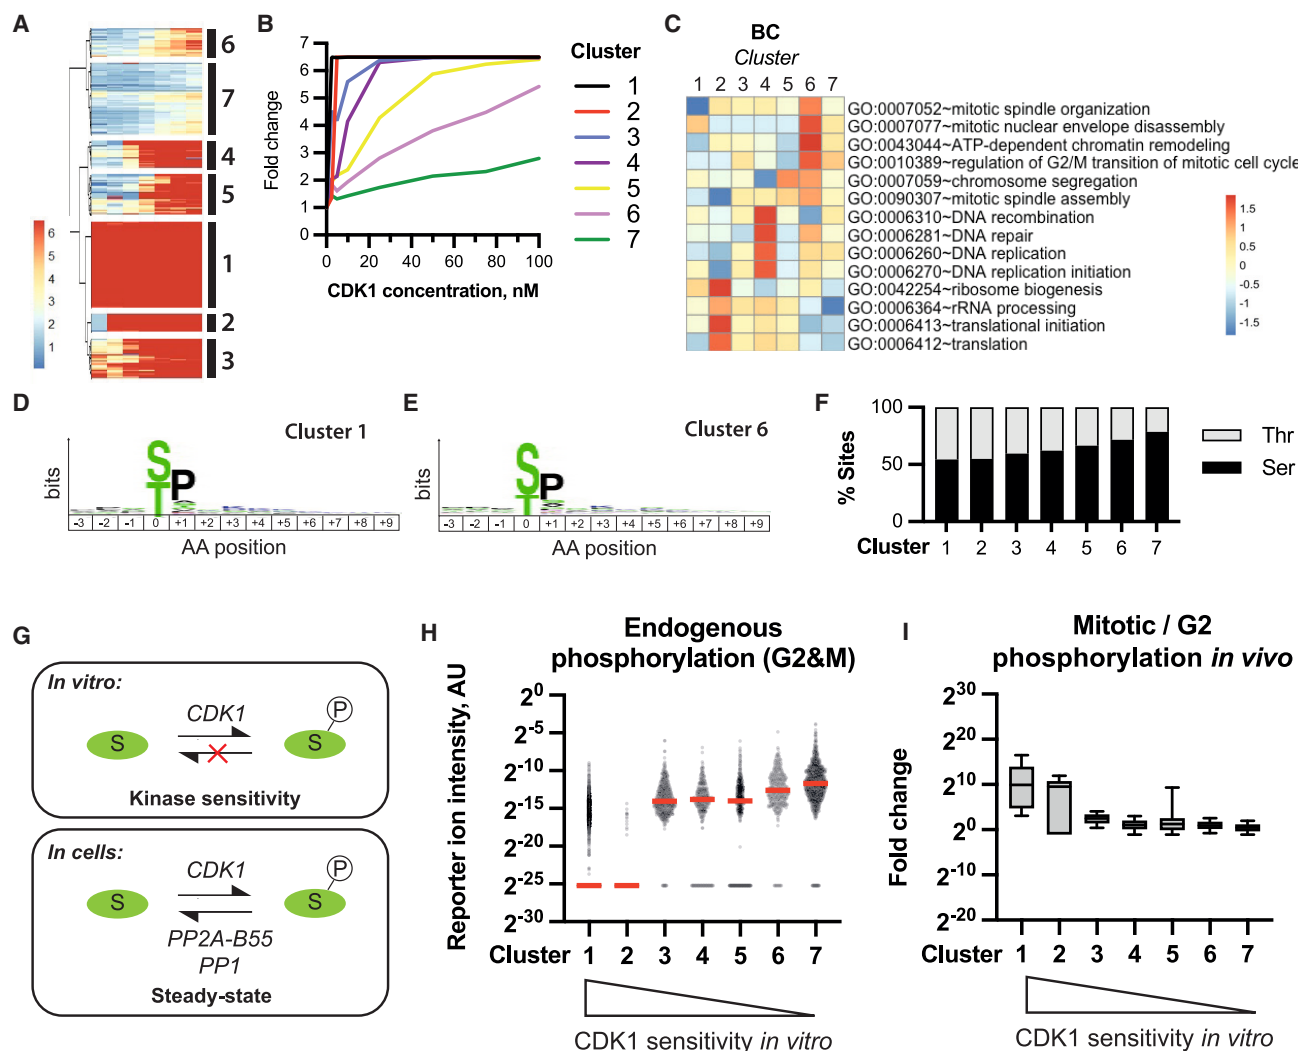 A
6
7
4
5
1
2
3
6
5
4
3
2
1
B
Fold change
7
6
5
4
3
2
1
0
0 20 40 60 80 100
CDK1 concentration, nM
Cluster
1
2
3
4
5
6
7
C
BC
Cluster
1 2 3 4 5 6 7
GO:0007052~mitotic spindle organization
GO:0007077~mitotic nuclear envelope disassembly
GO:0043044~ATP-dependent chromatin remodeling
GO:0010389~regulation of G2/M transition of mitotic cell cycle
GO:0007059~chromosome segregation
GO:0090307~mitotic spindle assembly
GO:0006310~DNA recombination
GO:0006281~DNA repair
GO:0006260~DNA replication
GO:0006270~DNA replication initiation
GO:0042254~ribosome biogenesis
GO:0006364~rRNA processing
GO:0006413~translational initiation
GO:0006412~translation
1.5
1
0.5
0
-0.5
-1
-1.5
D
Cluster 1
bits
S
T
P
-3 -2 -1 0 +1 +2 +3 +4 +5 +6 +7 +8 +9
AA position
E
Cluster 6
bits
S
T
P
-3 -2 -1 0 +1 +2 +3 +4 +5 +6 +7 +8 +9
AA position
F
% Sites
100
50
0
Cluster 1 2 3 4 5 6 7
Thr
Ser
G
In vitro:
CDK1
S
S
P
Kinase sensitivity
In cells:
CDK1
S
S
P
PP2A-B55
PP1
Steady-state
H
Endogenous
phosphorylation (G2&M)
Reporter ion intensity, AU
2^0
2^-5
2^-10
2^-15
2^-20
2^-25
2^-30
Cluster 1 2 3 4 5 6 7
CDK1 sensitivity in vitro
I
Mitotic / G2
phosphorylation in vivo
Fold change
2^30
2^20
2^10
2^0
2^-10
2^-20
Cluster 1 2 3 4 5 6 7
CDK1 sensitivity in vitro